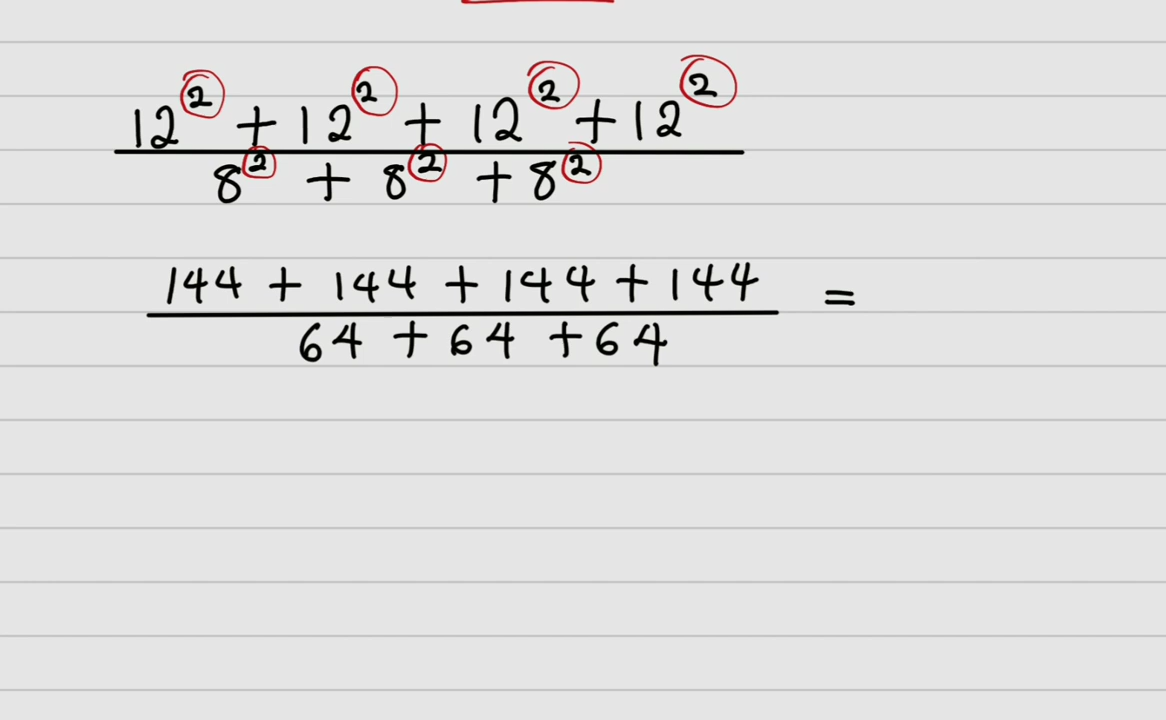 12² + 12² + 12² + 12²
8² + 8² + 8²
144 + 144 + 144 + 144 =
64 + 64 + 64